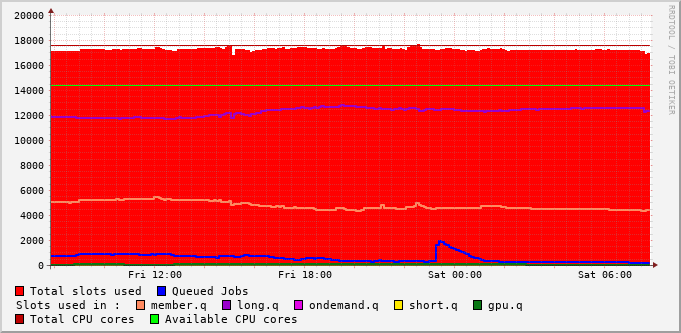 20000
18000
16000
14000
12000
10000
8000
6000
4000
2000
0
Fri 12:00 Fri 18:00 Sat 00:00 Sat 06:00
Total slots used Queued Jobs
Slots used in : member.q long.q ondemand.q short.q gpu.q
Total CPU cores Available CPU cores
RRDTOOL / TOBI OETIKER